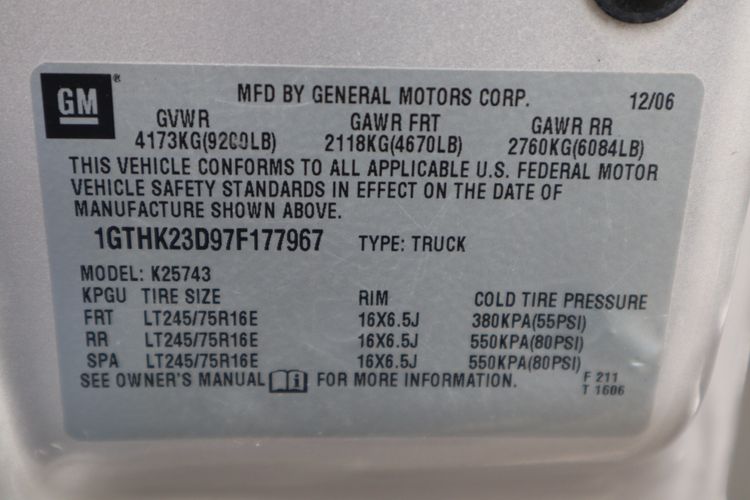 GM
MFD BY GENERAL MOTORS CORP. 12/06
GVWR GAWR FRT GAWR RR
4173KG(9200LB) 2118KG(4670LB) 2760KG(6084LB)
THIS VEHICLE CONFORMS TO ALL APPLICABLE U.S. FEDERAL MOTOR
VEHICLE SAFETY STANDARDS IN EFFECT ON THE DATE OF
MANUFACTURE SHOWN ABOVE.
1GTHK23D97F177967 TYPE: TRUCK
MODEL: K25743
KPGU TIRE SIZE RIM COLD TIRE PRESSURE
FRT LT245/75R16E 16X6.5J 380KPA(55PSI)
RR LT245/75R16E 16X6.5J 550KPA(80PSI)
SPA LT245/75R16E 16X6.5J 550KPA(80PSI)
SEE OWNER'S MANUAL FOR MORE INFORMATION. F 211
T 1606